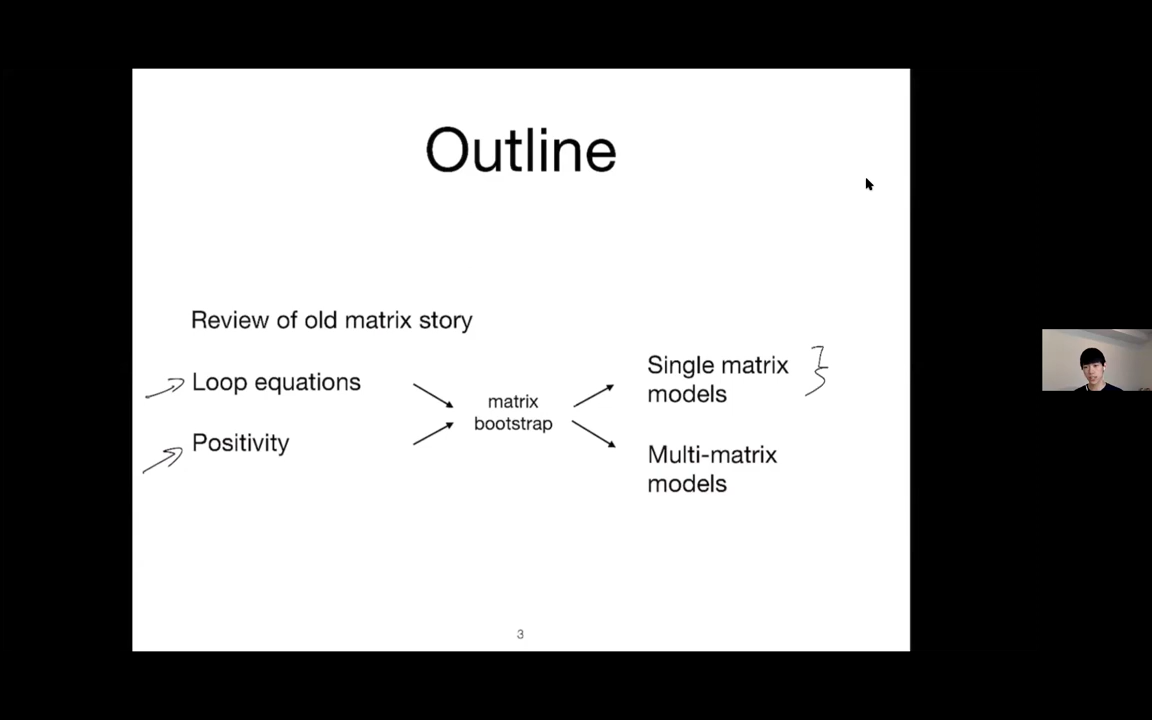 Outline
Review of old matrix story
Loop equations
Positivity
matrix
bootstrap
Single matrix
models
Multi-matrix
models
3